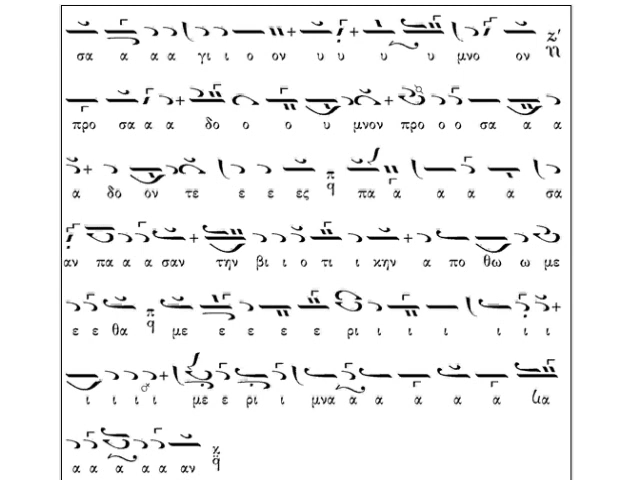 σα α α α γι ι ο ον υ υ υ υ μνο ον
προ σα α α δο ο ο υ μνον προ ο ο σα α α
α δο ον τε ε ε ες πα α α α α σα
αν πα α α σαν την βι ι ο τι ι κην α πο θω ω με
ε ε θα με ε ε ε ε ρι ι ι ι ι ι ι
ι ι ι ι με ε ρι ι μνα α α α α α
α α α α α αν